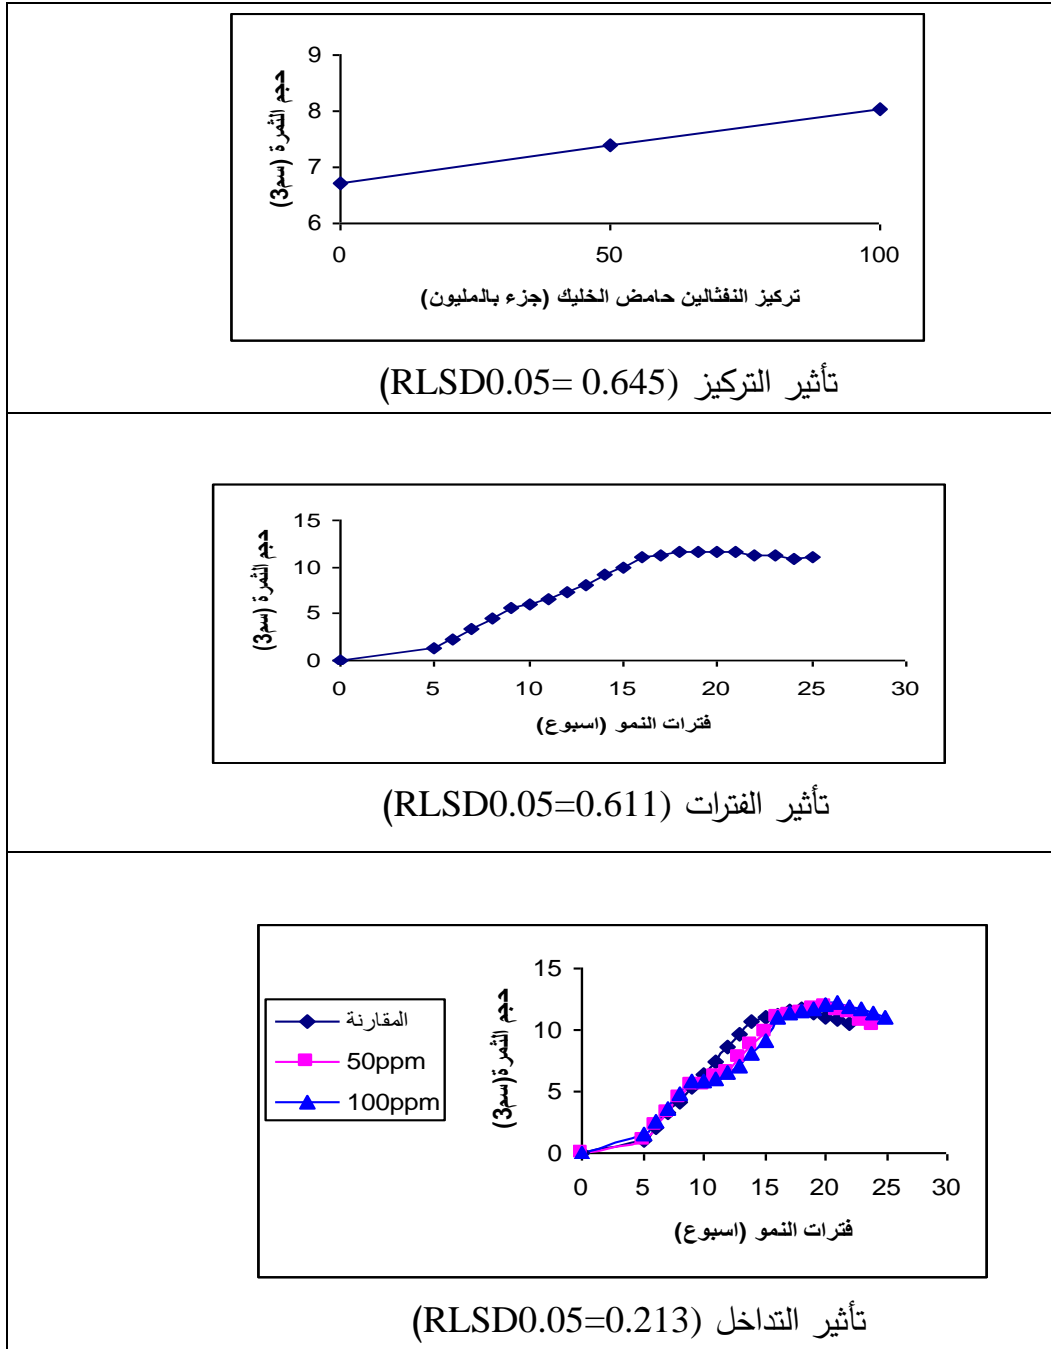 9
8
7
6
حجم الثمرة (سم3)
0
50
100
تركيز النفثالين حامض الخليك (جزء بالمليون)
تأثير التركيز (RLSD0.05= 0.645)
15
10
5
0
حجم الثمرة (سم3)
0
5
10
15
20
25
30
فترات النمو (اسبوع)
تأثير الفترات (RLSD0.05=0.611)
المقارنة
50ppm
100ppm
15
10
5
0
حجم الثمرة(سم3)
0
5
10
15
20
25
30
فترات النمو (اسبوع)
تأثير التداخل (RLSD0.05=0.213)